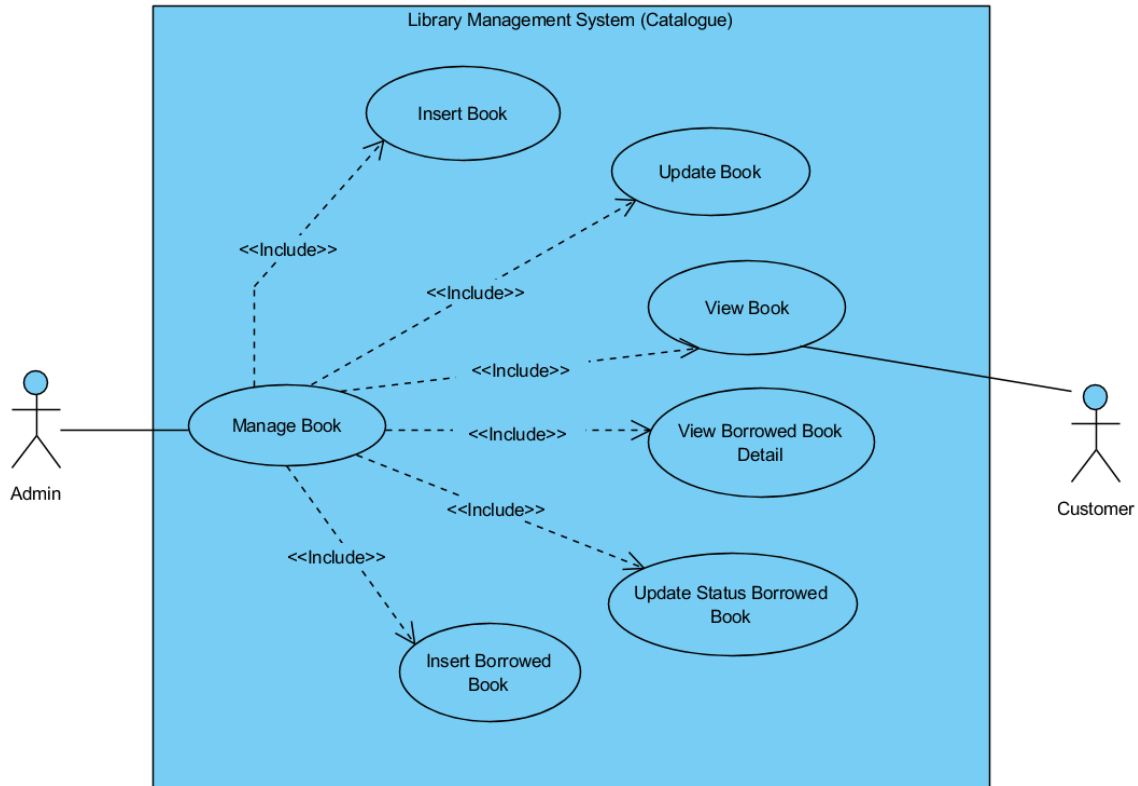 Library Management System (Catalogue)
Insert Book
Update Book
<<Include>>
<<Include>>
View Book
<<Include>>
Manage Book
<<Include>>
View Borrowed Book
Detail
Admin
Customer
<<Include>>
<<Include>>
Update Status Borrowed
Book
Insert Borrowed
Book